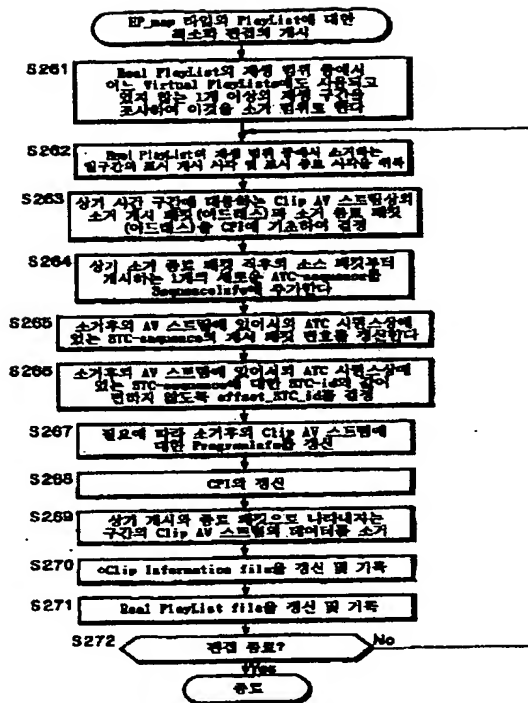 EP_map 타입의 PlayList에 대한
최소화 편집의 개시
S261
Real PlayList의 재생 범위 중에서
어느 Virtual PlayLists에도 사용되고
있지 않는 1개 이상의 재생 구간을
조사하여 이것을 소거 범위로 한다
S262
Real PlayList의 재생 범위 중에서 소거하는
일구간의 표시 개시 시각 및 표시 종료 시각을 취득
S263
상기 시간 구간에 대응하는 Clip AV 스트림상의
소거 개시 패킷(어드레스)과 소거 종료 패킷
(어드레스)을 CPI에 기초하여 결정
S264
상기 소거 종료 패킷 직후의 소스 패킷부터
개시하는 1개의 새로운 ATC-sequence를
SequenceInfo에 추가한다
S265
소거후의 AV 스트림에 있어서의 ATC 시퀀스상에
있는 STC-sequence의 개시 패킷 번호를 갱신한다
S266
소거후의 AV 스트림에 있어서의 ATC 시퀀스상에
있는 STC-sequence에 대한 STC-id의 값이
변하지 않도록 offset_STC_id를 결정
S267
필요에 따라 소거후의 Clip AV 스트림에
대한 ProgramInfo를 갱신
S268
CPI의 갱신
S269
상기 개시와 종료 패킷으로 나타내지는
구간의 Clip AV 스트림의 데이터를 소거
S270
Clip Information file을 갱신 및 기록
S271
Real PlayList file을 갱신 및 기록
S272
편집 종료?
No
Yes
종료